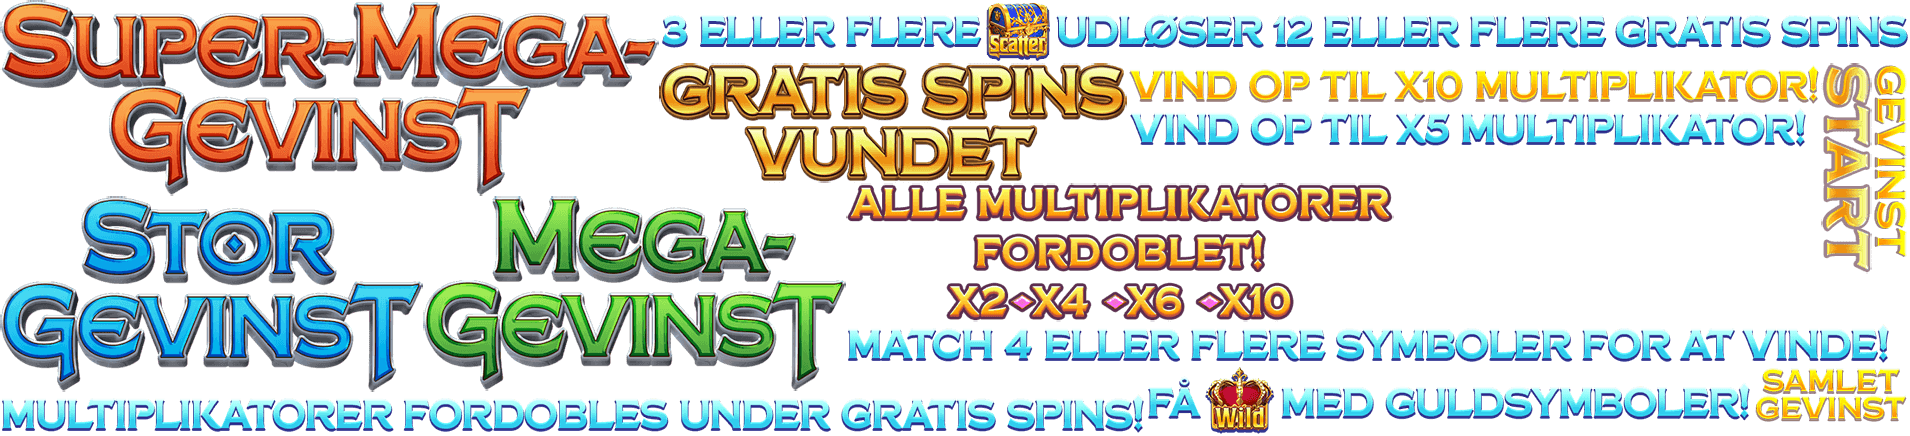 SUPER-MEGA-
GEVINST
3 ELLER FLERE Scatter UDLØSER 12 ELLER FLERE GRATIS SPINS
GRATIS SPINS
VUNDET
VIND OP TIL X10 MULTIPLIKATOR!
VIND OP TIL X5 MULTIPLIKATOR!
GEVINST
START
STOR
GEVINST
MEGA-
GEVINST
ALLE MULTIPLIKATORER
FORDOBLET!
X2 X4 X6 X10
MATCH 4 ELLER FLERE SYMBOLER FOR AT VINDE!
MULTIPLIKATORER FORDOBLES UNDER GRATIS SPINS!
FÅ Wild MED GULDSYMBOLER!
SAMLET
GEVINST